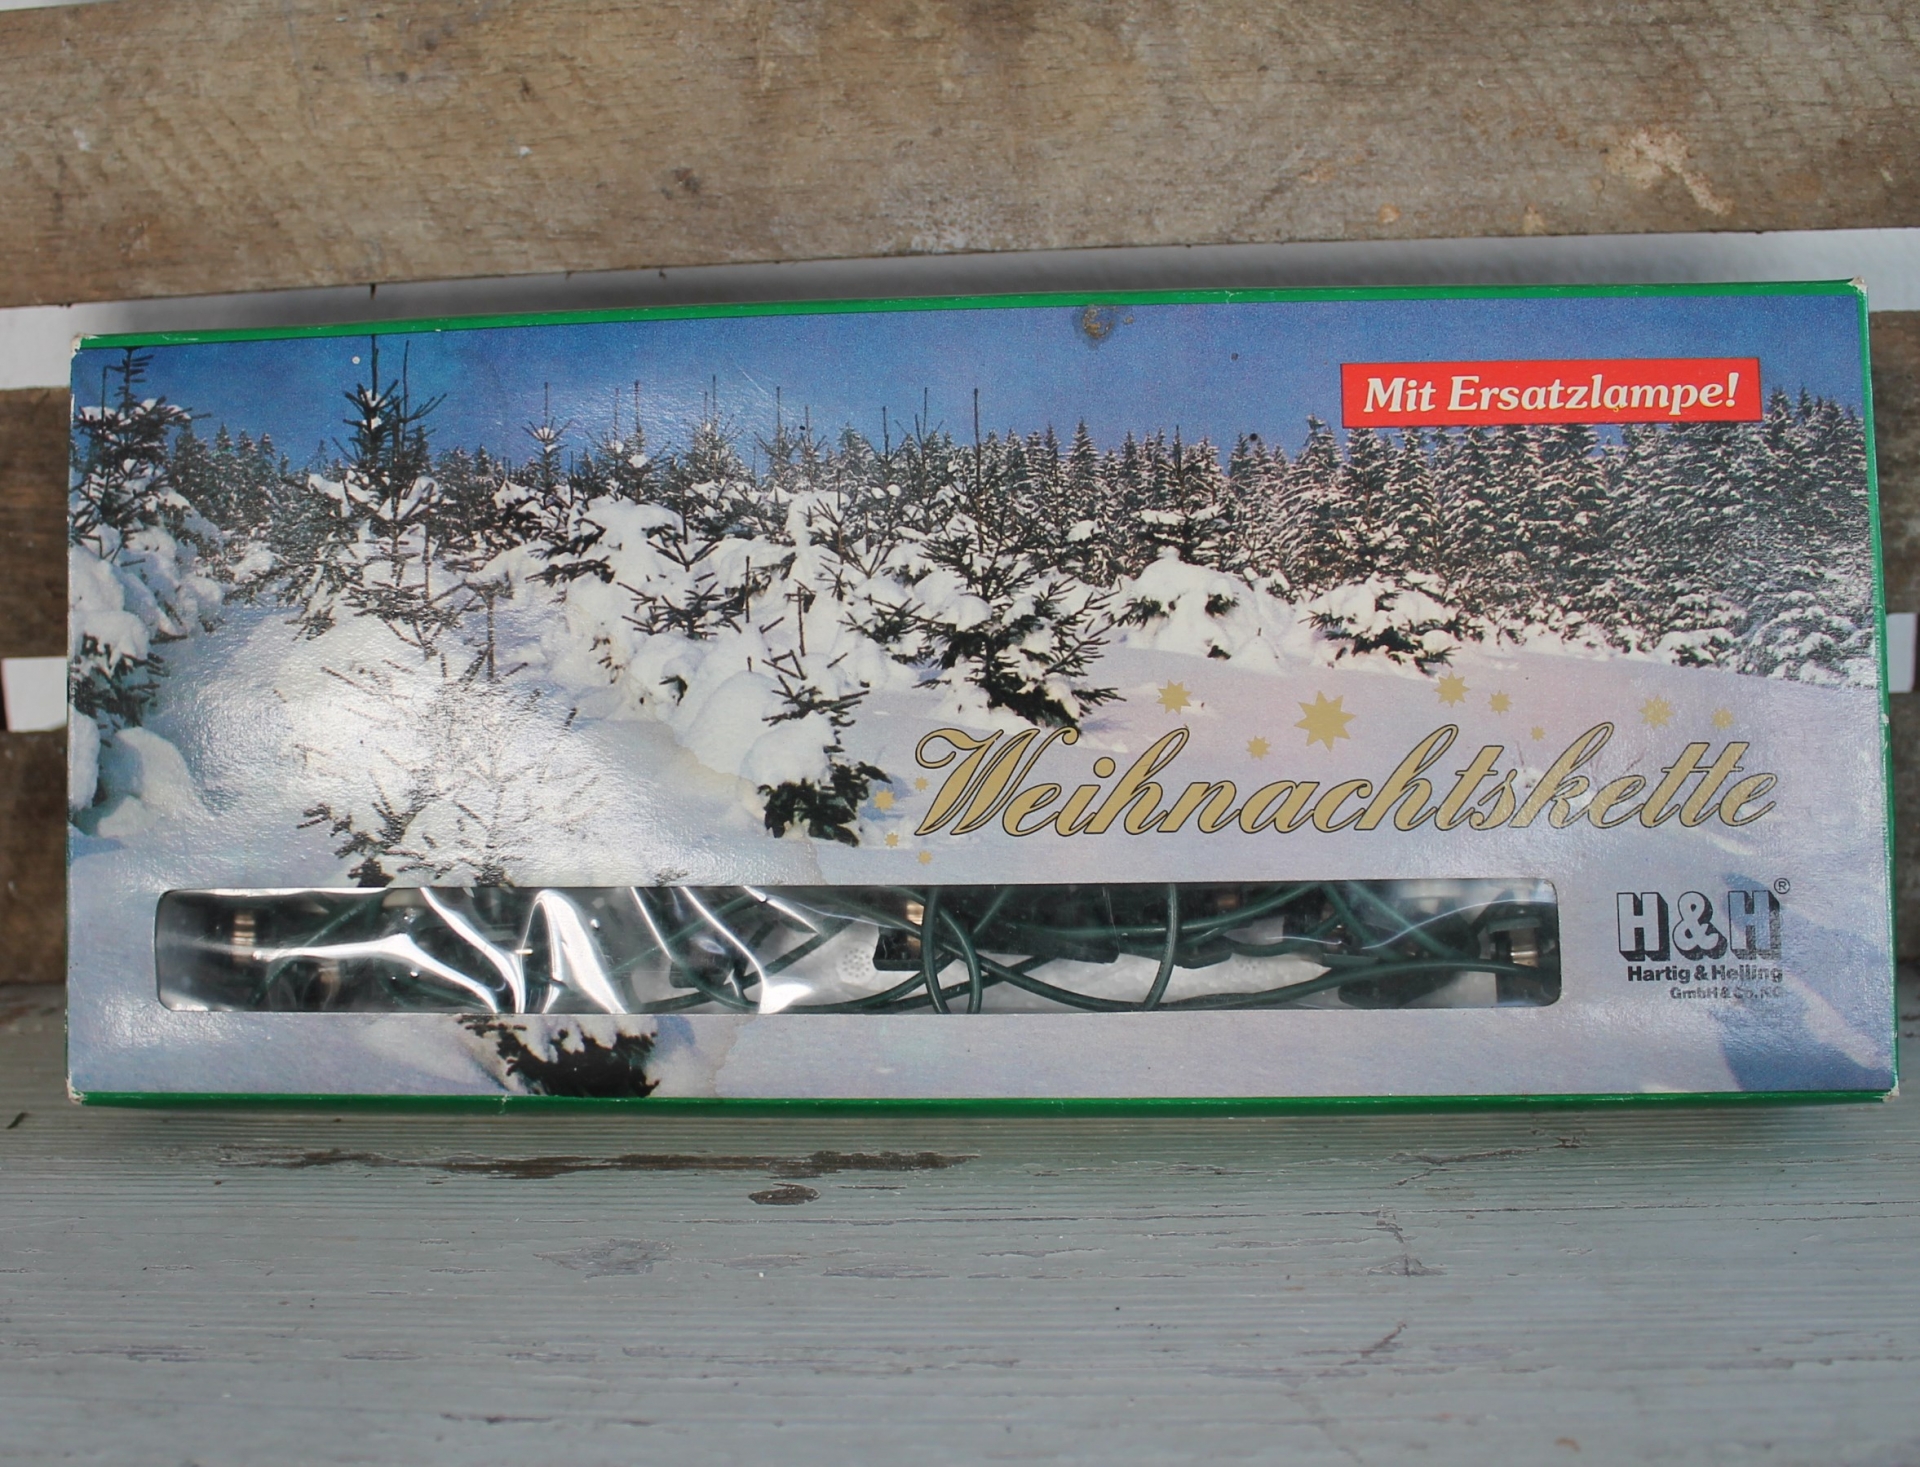 Mit Ersatzlampe!
Weihnachtskette
H&H®
Hartig & Helling
GmbH & Co. KG